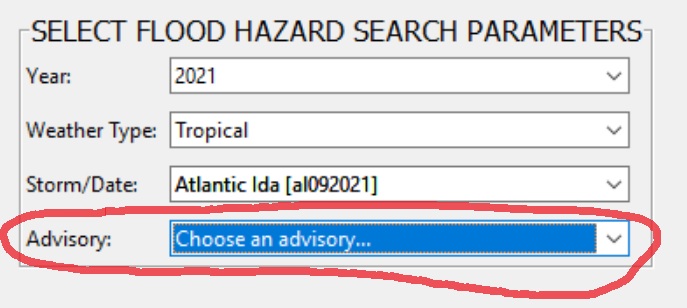 SELECT FLOOD HAZARD SEARCH PARAMETERS
Year: 2021
Weather Type: Tropical
Storm/Date: Atlantic Ida [al092021]
Advisory: Choose an advisory...